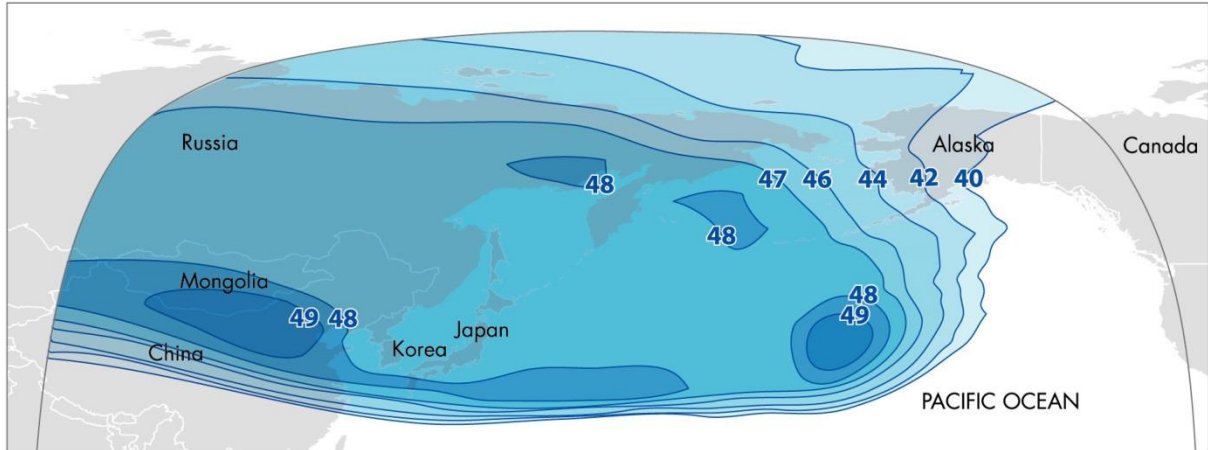 Russia
Alaska
Canada
48
47
46
44
42
40
48
Mongolia
48
49
49
48
Japan
Korea
China
PACIFIC OCEAN